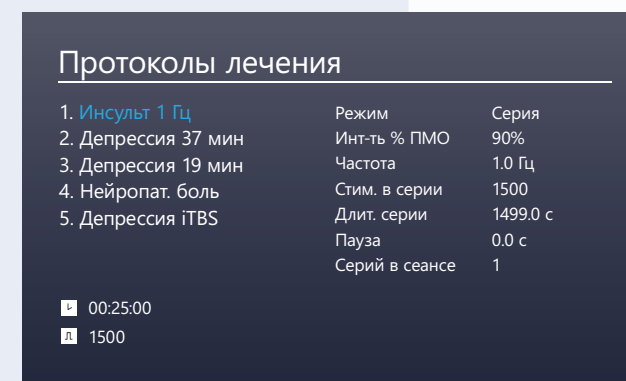 Протоколы лечения
1. Инсульт 1 Гц
2. Депрессия 37 мин
3. Депрессия 19 мин
4. Нейропат. боль
5. Депрессия iTBS
Режим Серия
Инт-ть % ПМО 90%
Частота 1.0 Гц
Стим. в серии 1500
Длит. серии 1499.0 с
Пауза 0.0 с
Серий в сеансе 1
00:25:00
1500